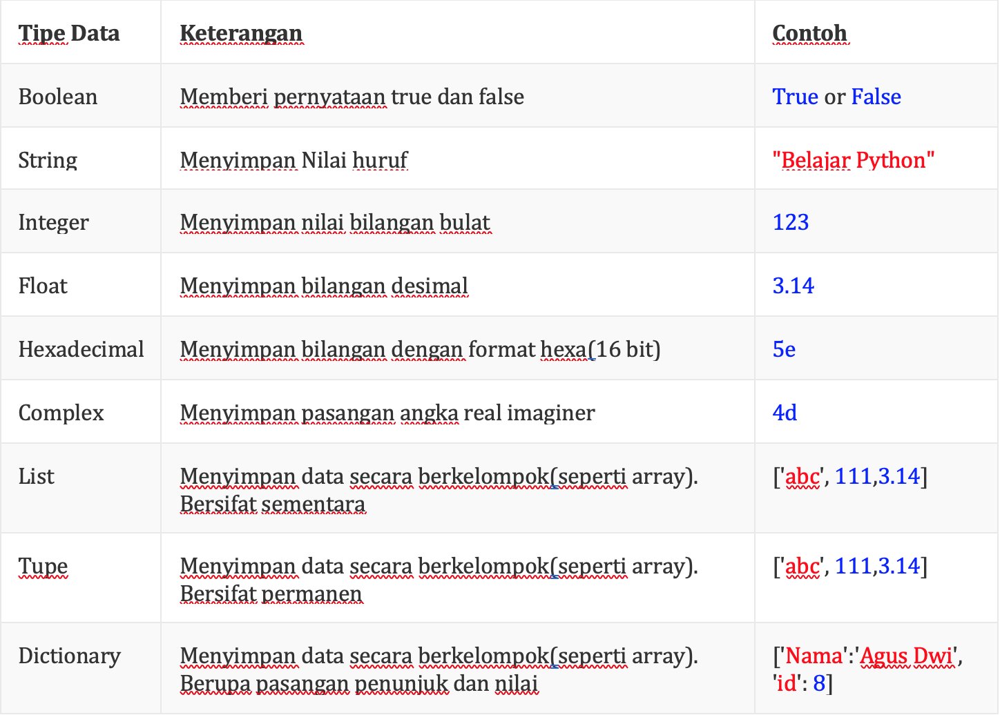 Tipe Data Keterangan Contoh
Boolean Memberi pernyataan true dan false True or False
String Menyimpan Nilai huruf "Belajar Python"
Integer Menyimpan nilai bilangan bulat 123
Float Menyimpan bilangan desimal 3.14
Hexadecimal Menyimpan bilangan dengan format hexa(16 bit) 5e
Complex Menyimpan pasangan angka real imaginer 4d
List Menyimpan data secara berkelompok(seperti array). ['abc', 111,3.14]
Bersifat sementara
Tupe Menyimpan data secara berkelompok(seperti array). ['abc', 111,3.14]
Bersifat permanen
Dictionary Menyimpan data secara berkelompok(seperti array). ['Nama':'Agus Dwi',
Berupa pasangan penunjuk dan nilai 'id': 8]